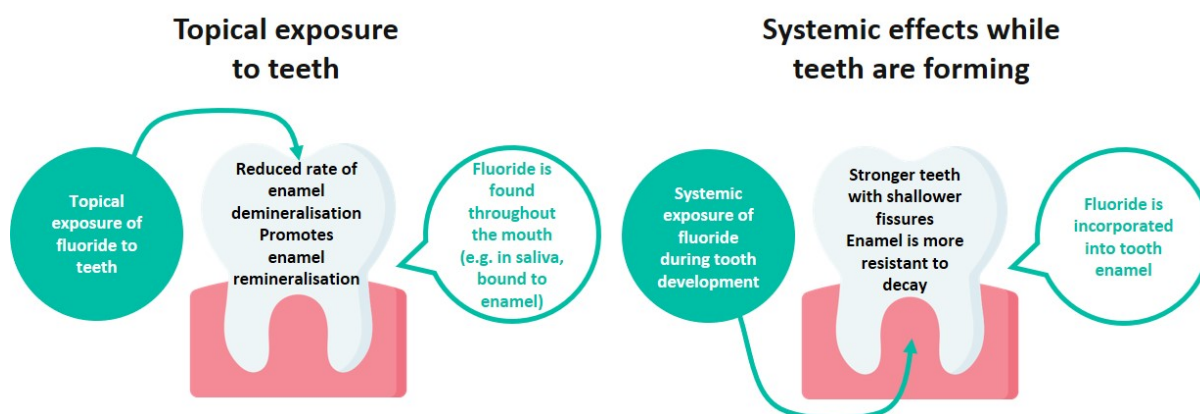 Topical exposure
to teeth
Topical
exposure of
fluoride to
teeth
Reduced rate of
enamel
demineralisation
Promotes
enamel
remineralisation
Fluoride is
found
throughout
the mouth
(e.g. in saliva,
bound to
enamel)
Systemic effects while
teeth are forming
Systemic
exposure of
fluoride
during tooth
development
Stronger teeth
with shallower
fissures
Enamel is more
resistant to
decay
Fluoride is
incorporated
into tooth
enamel